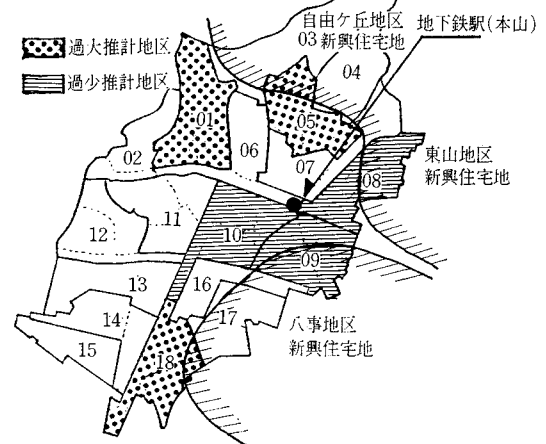 自由ケ丘地区
03新興住宅地
地下鉄駅(本山)
過大推計地区
過少推計地区
04
01
05
02
06
07
08
東山地区
新興住宅地
11
12
10
09
13
16
14
17
15
18
八事地区
新興住宅地